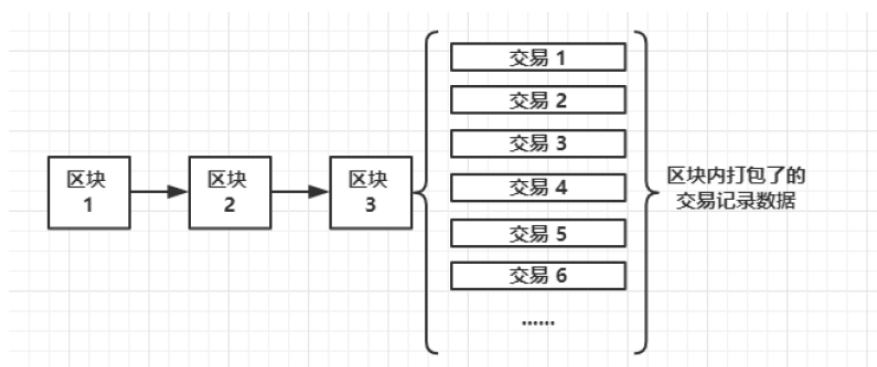 区块
1
区块
2
区块
3
交易 1
交易 2
交易 3
交易 4
交易 5
交易 6
......
区块内打包了的
交易记录数据